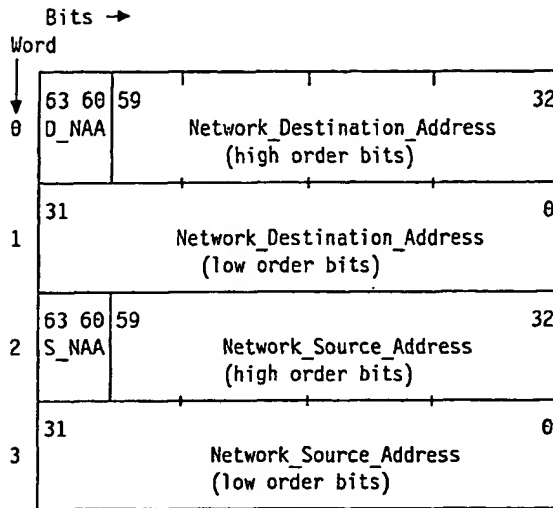 Bits →
Word
0
63 60 59 32
D_NAA Network_Destination_Address
(high order bits)
31 0
1 Network_Destination_Address
(low order bits)
63 60 59 32
2 S_NAA Network_Source_Address
(high order bits)
31 0
3 Network_Source_Address
(low order bits)